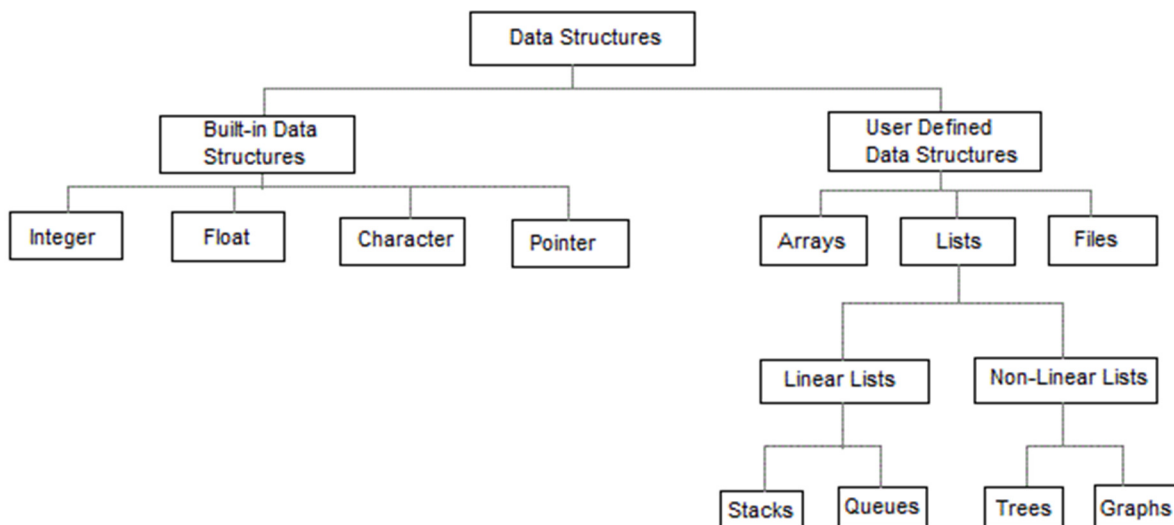 Data Structures
Built-in Data
Structures
User Defined
Data Structures
Integer
Float
Character
Pointer
Arrays
Lists
Files
Linear Lists
Non-Linear Lists
Stacks
Queues
Trees
Graphs